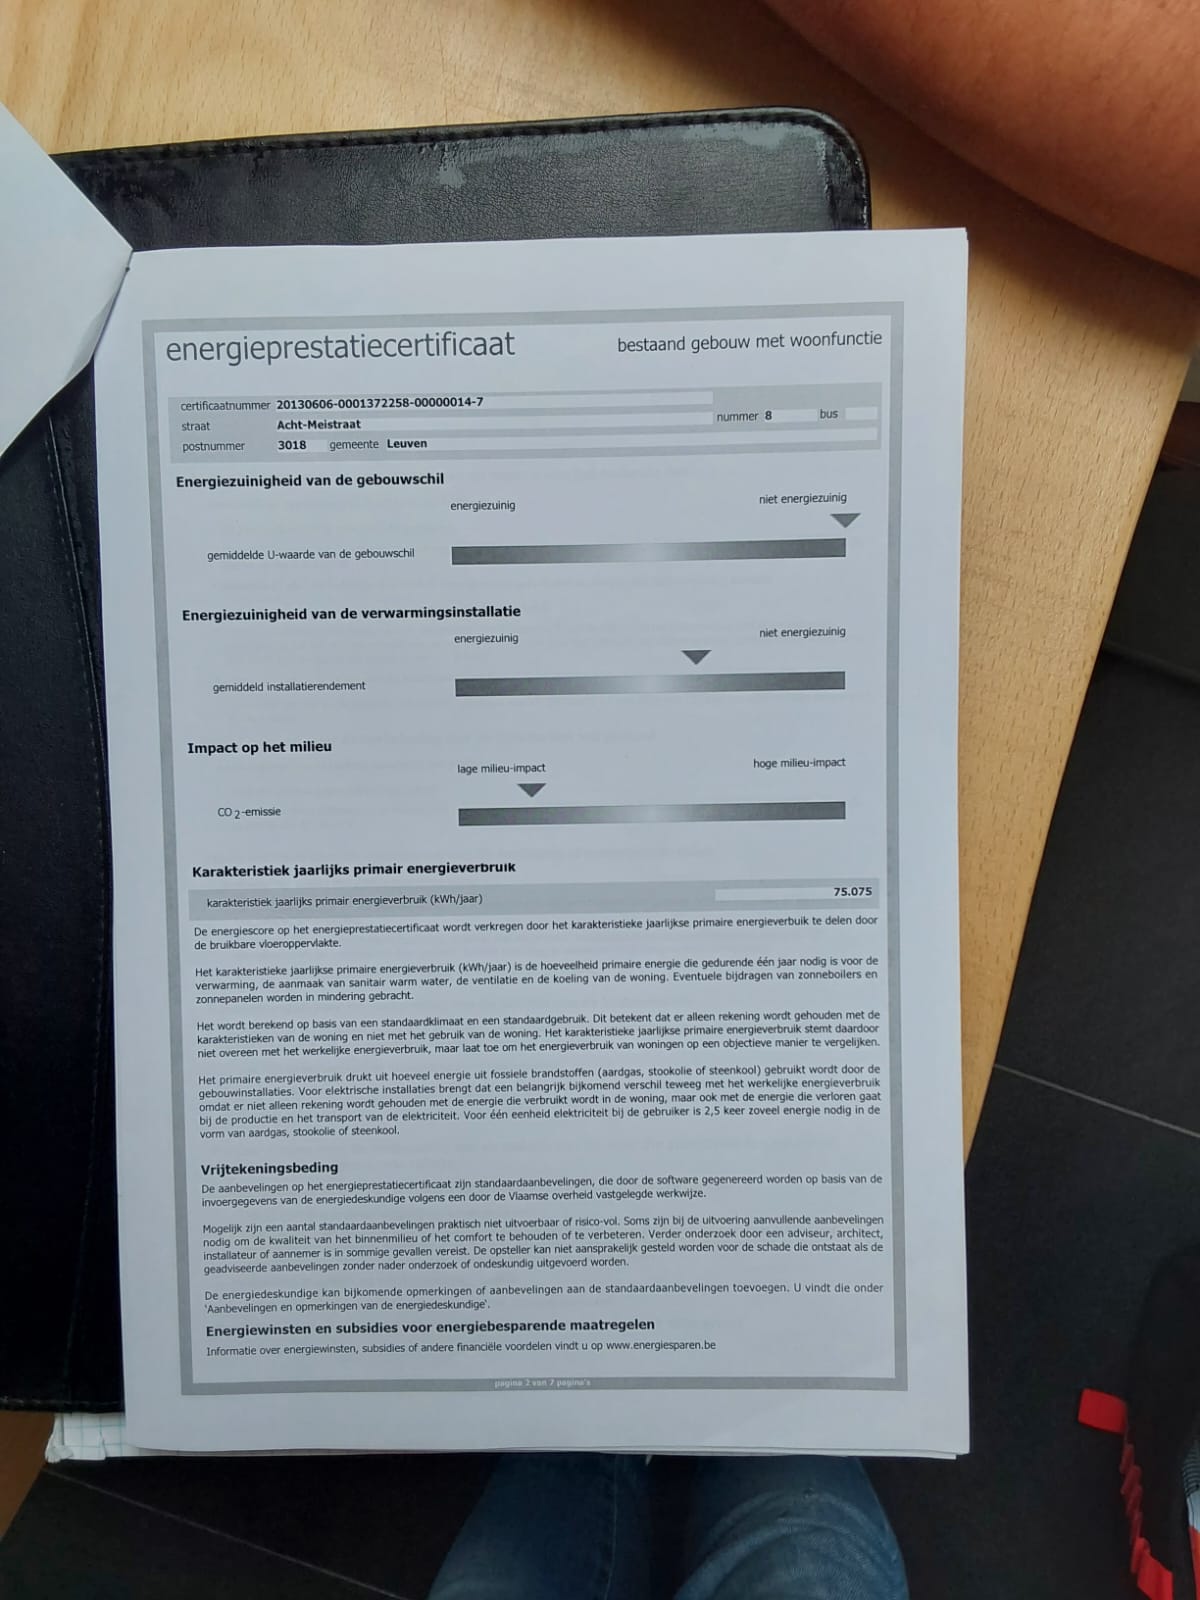 energieprestatiecertificaat bestaand gebouw met woonfunctie
certificaatnummer 20130606-0001372258-00000014-7
straat Acht-Meistraat nummer 8 bus
postnummer 3018 gemeente Leuven
Energiezuinigheid van de gebouwschil
energiezuinig niet energiezuinig
gemiddelde U-waarde van de gebouwschil
Energiezuinigheid van de verwarmingsinstallatie
energiezuinig niet energiezuinig
gemiddeld installatierendement
Impact op het milieu
lage milieu-impact hoge milieu-impact
CO2-emissie
Karakteristiek jaarlijks primair energieverbruik
karakteristiek jaarlijks primair energieverbruik (kWh/jaar) 75.075
De energiescore op het energieprestatiecertificaat wordt verkregen door het karakteristieke jaarlijkse primaire energieverbuik te delen door
de bruikbare vloeroppervlakte.
Het karakteristieke jaarlijkse primaire energieverbruik (kWh/jaar) is de hoeveelheid primaire energie die gedurende één jaar nodig is voor de
verwarming, de aanmaak van sanitair warm water, de ventilatie en de koeling van de woning. Eventuele bijdragen van zonneboilers en
zonnepanelen worden in mindering gebracht.
Het wordt berekend op basis van een standaardklimaat en een standaardgebruik. Dit betekent dat er alleen rekening wordt gehouden met de
karakteristieken van de woning en niet met het gebruik van de woning. Het karakteristieke jaarlijkse primaire energieverbruik stemt daardoor
niet overeen met het werkelijke energieverbruik, maar laat toe om het energieverbruik van woningen op een objectieve manier te vergelijken.
Het primaire energieverbruik drukt uit hoeveel energie uit fossiele brandstoffen (aardgas, stookolie of steenkool) gebruikt wordt door de
gebouwinstallaties. Voor elektrische installaties brengt dat een belangrijk bijkomend verschil teweeg met het werkelijke energieverbruik
omdat er niet alleen rekening wordt gehouden met de energie die verbruikt wordt in de woning, maar ook met de energie die verloren gaat
bij de productie en het transport van de elektriciteit. Voor één eenheid elektriciteit bij de gebruiker is 2,5 keer zoveel energie nodig in de
vorm van aardgas, stookolie of steenkool.
Vrijtekeningsbeding
De aanbevelingen op het energieprestatiecertificaat zijn standaardaanbevelingen, die door de software gegenereerd worden op basis van de
invoergegevens van de energiedeskundige volgens een door de Vlaamse overheid vastgelegde werkwijze.
Mogelijk zijn een aantal standaardaanbevelingen praktisch niet uitvoerbaar of risico-vol. Soms zijn bij de uitvoering aanvullende aanbevelingen
nodig om de kwaliteit van het binnenmilieu of het comfort te behouden of te verbeteren. Verder onderzoek door een adviseur, architect,
installateur of aannemer is in sommige gevallen vereist. De opsteller kan niet aansprakelijk gesteld worden voor de schade die ontstaat als de
geadviseerde aanbevelingen zonder nader onderzoek of ondeskundig uitgevoerd worden.
De energiedeskundige kan bijkomende opmerkingen of aanbevelingen aan de standaardaanbevelingen toevoegen. U vindt die onder
'Aanbevelingen en opmerkingen van de energiedeskundige'.
Energiewinsten en subsidies voor energiebesparende maatregelen
Informatie over energiewinsten, subsidies of andere financiële voordelen vindt u op www.energiesparen.be
pagina 2 van 7 pagina's